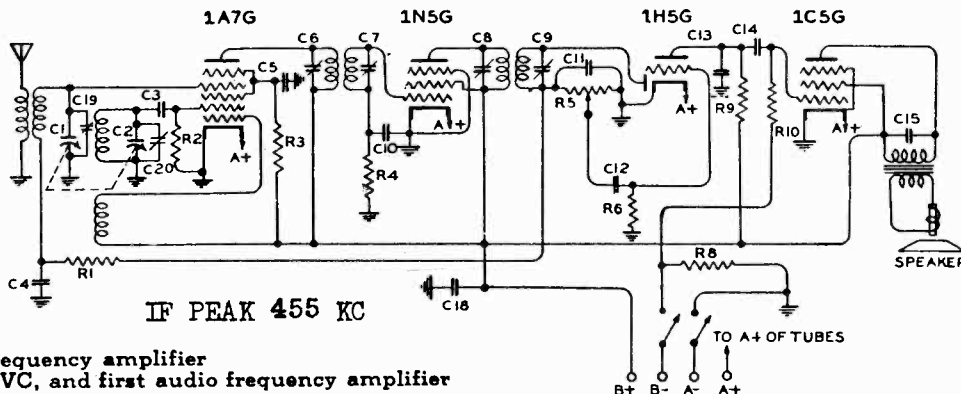 1A7G 1N5G 1H5G 1C5G
C6 C7 C8 C9 C13 C14
C5 C11
C19 C3 R5 R9 R10
C1 C2 R2 A+ R3 A+ A+ A+ C15
C20 C10 C12
R4 R6
C4 R1 R8 SPEAKER
IF PEAK 455 KC C18
TO A+ OF TUBES
equency amplifier
VC, and first audio frequency amplifier
B+ B- A- A+